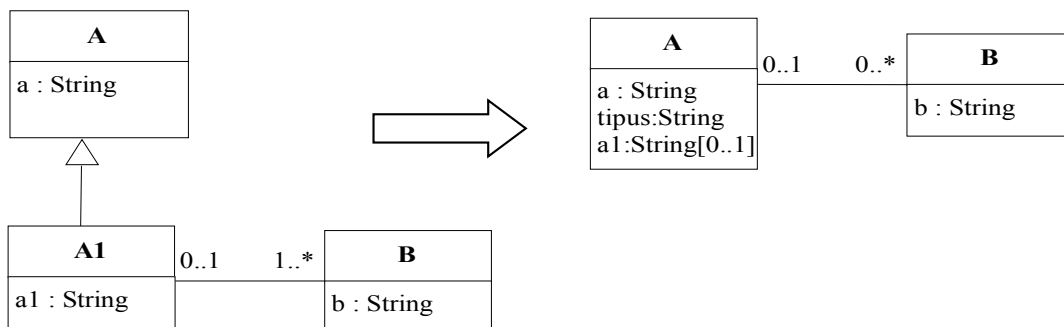 A
a : String
A1
a1 : String
0..1
1..*
B
b : String
A
a : String
tipus:String
a1:String[0..1]
0..1
0..*
B
b : String